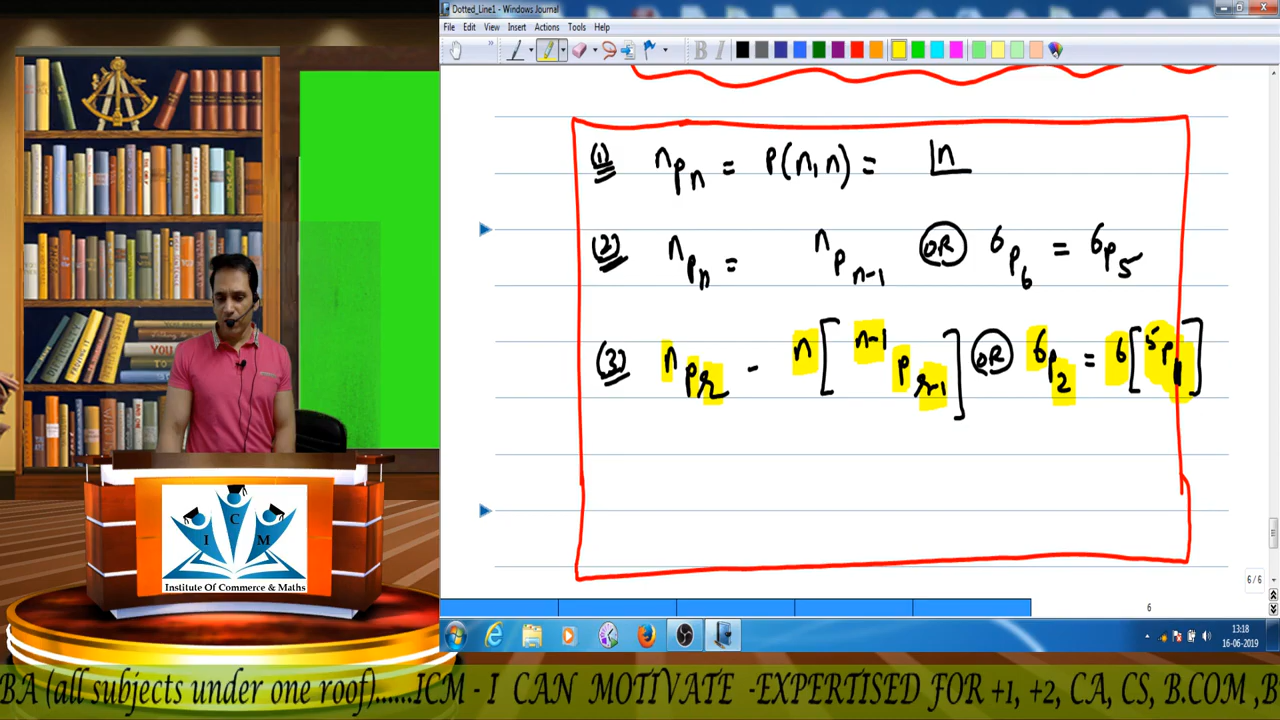 Dotted_Line1 - Windows Journal
File Edit View Insert Actions Tools Help
B I
(1) nPn = P(n,n) = |n
(2) nPn = nPn-1 OR 6P6 = 6P5
(3) nPr - n[n-1Pr-1] OR 6P2 = 6[5P1]
I C M
Institute Of Commerce & Maths
6/6
6
13:18
16-06-2019
BA (all subjects under one roof)......ICM - I CAN MOTIVATE -EXPERTISED FOR +1, +2, CA, CS, B.COM ,B